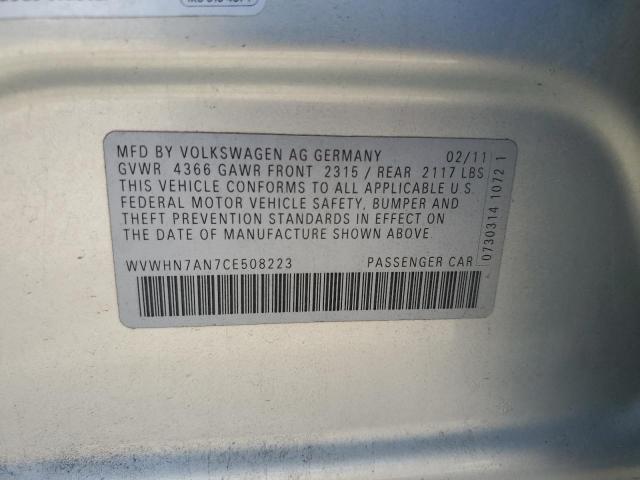 MFD BY VOLKSWAGEN AG GERMANY 02/11
GVWR 4366 GAWR FRONT 2315 / REAR 2117 LBS
THIS VEHICLE CONFORMS TO ALL APPLICABLE U S
FEDERAL MOTOR VEHICLE SAFETY, BUMPER AND
THEFT PREVENTION STANDARDS IN EFFECT ON
THE DATE OF MANUFACTURE SHOWN ABOVE.
WVWHN7AN7CE508223 PASSENGER CAR
0730314 1072 1